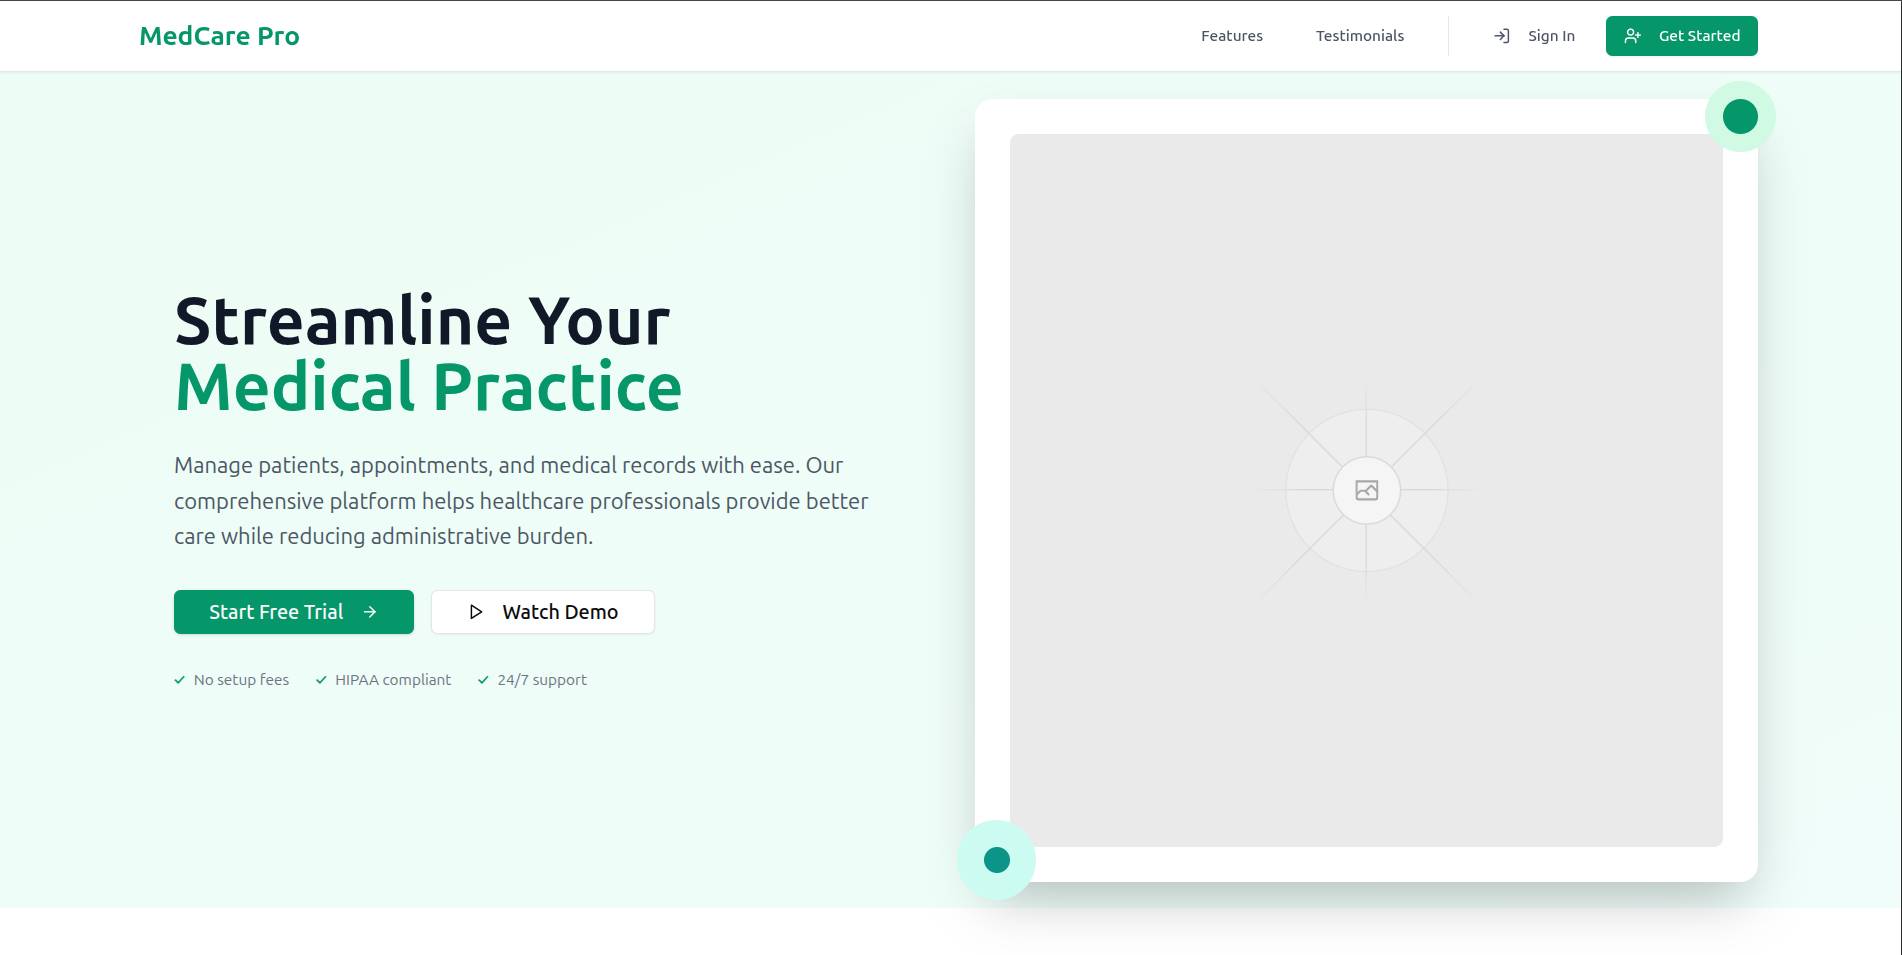 MedCare Pro
Features
Testimonials
Sign In
Get Started
Streamline Your
Medical Practice
Manage patients, appointments, and medical records with ease. Our
comprehensive platform helps healthcare professionals provide better
care while reducing administrative burden.
Start Free Trial
Watch Demo
No setup fees
HIPAA compliant
24/7 support